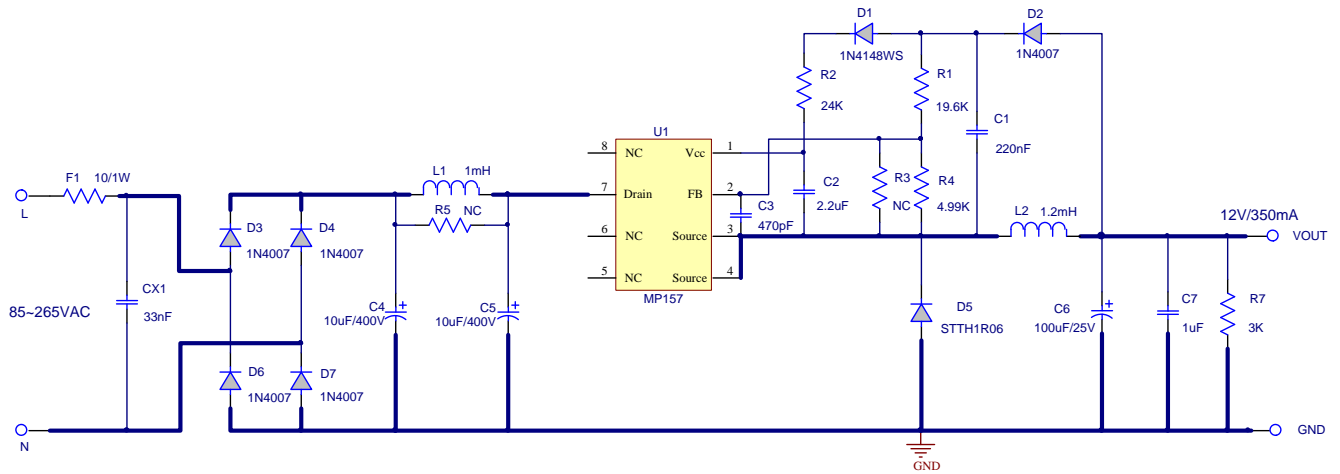 D1
1N4148WS
D2
1N4007
R2
24K
R1
19.6K
C1
220nF
U1
8 NC Vcc 1
7 Drain FB 2
6 NC Source 3
5 NC Source 4
MP157
C2
2.2uF
C3
470pF
R3
NC
R4
4.99K
L2 1.2mH
12V/350mA
VOUT
F1 10/1W
L
L1 1mH
R5 NC
D3
1N4007
D4
1N4007
85~265VAC
CX1
33nF
C4
10uF/400V
C5
10uF/400V
D5
STTH1R06
C6
100uF/25V
C7
1uF
R7
3K
D6
1N4007
D7
1N4007
N
GND
GND